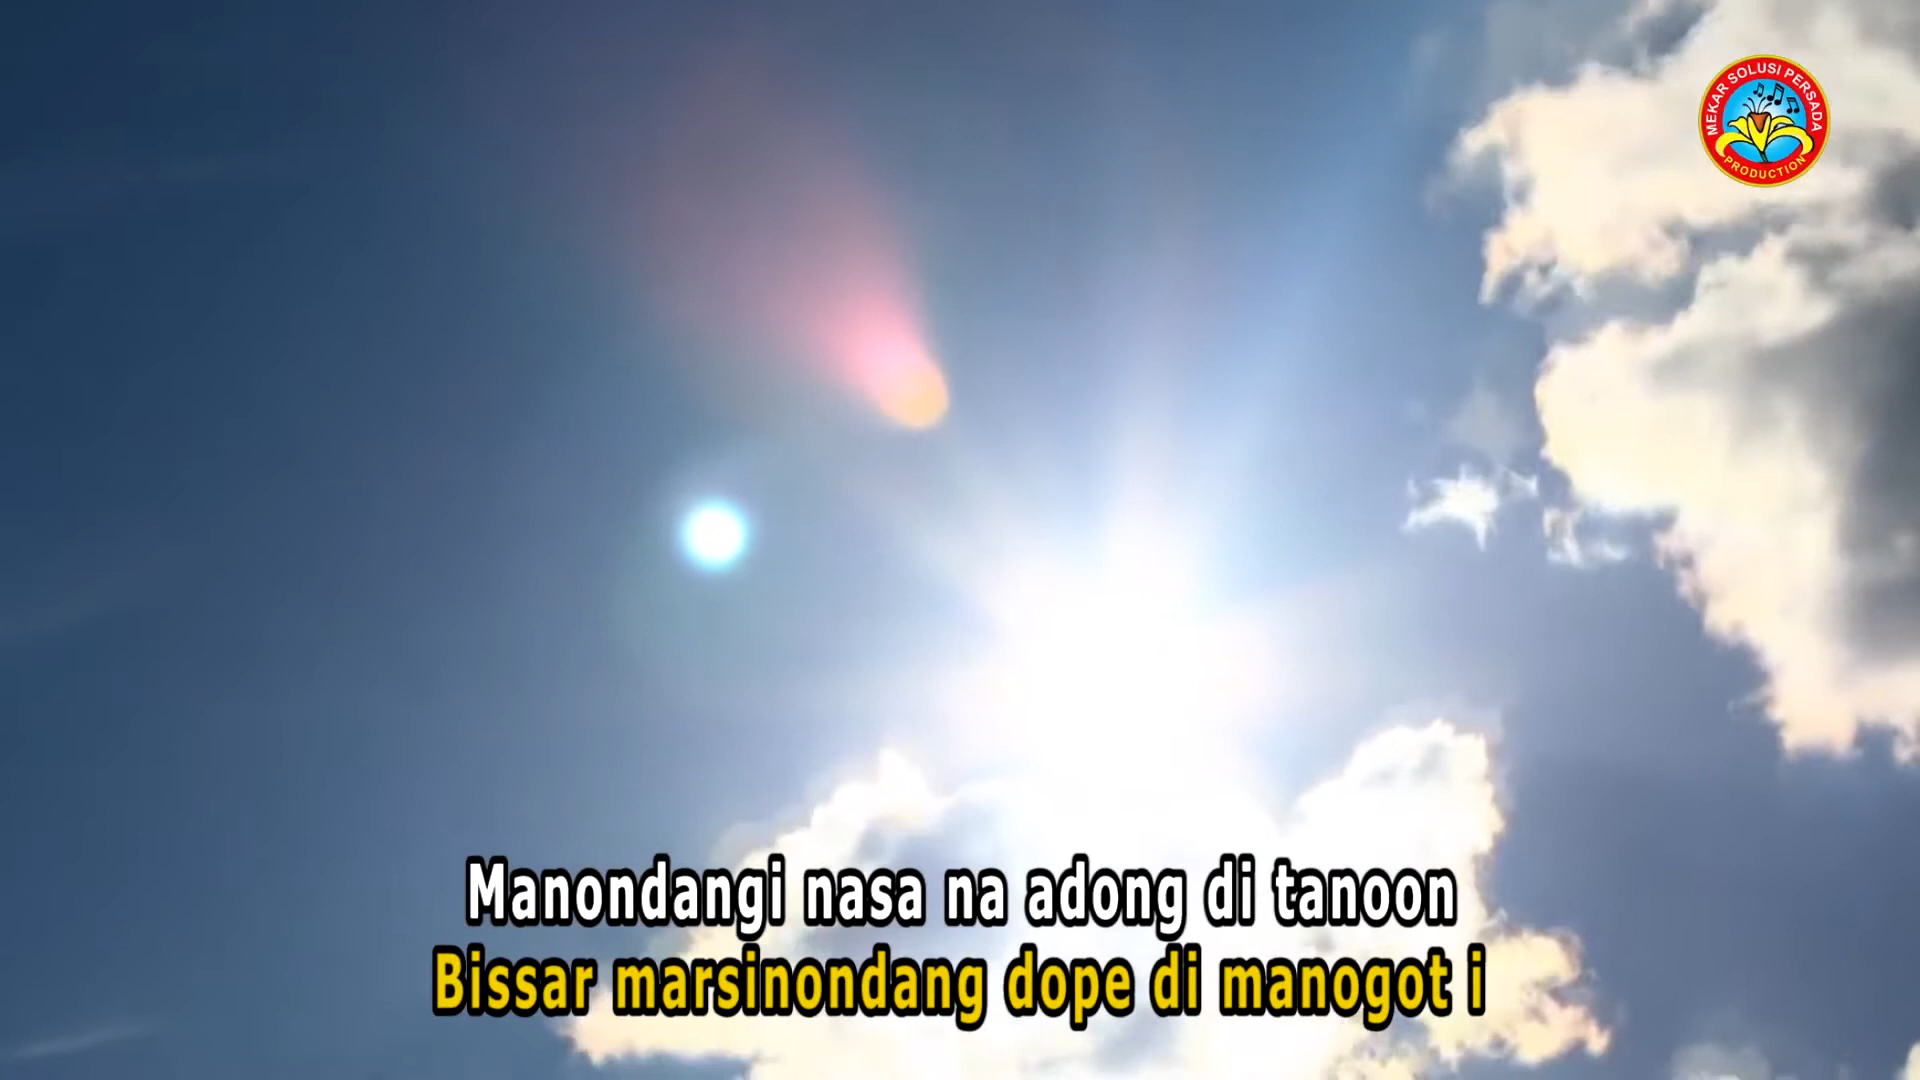 MEKAR SOLUSI PERSADA
PRODUCTION
Manondangi nasa na adong di tanoon
Bissar marsinondang dope di manogot i